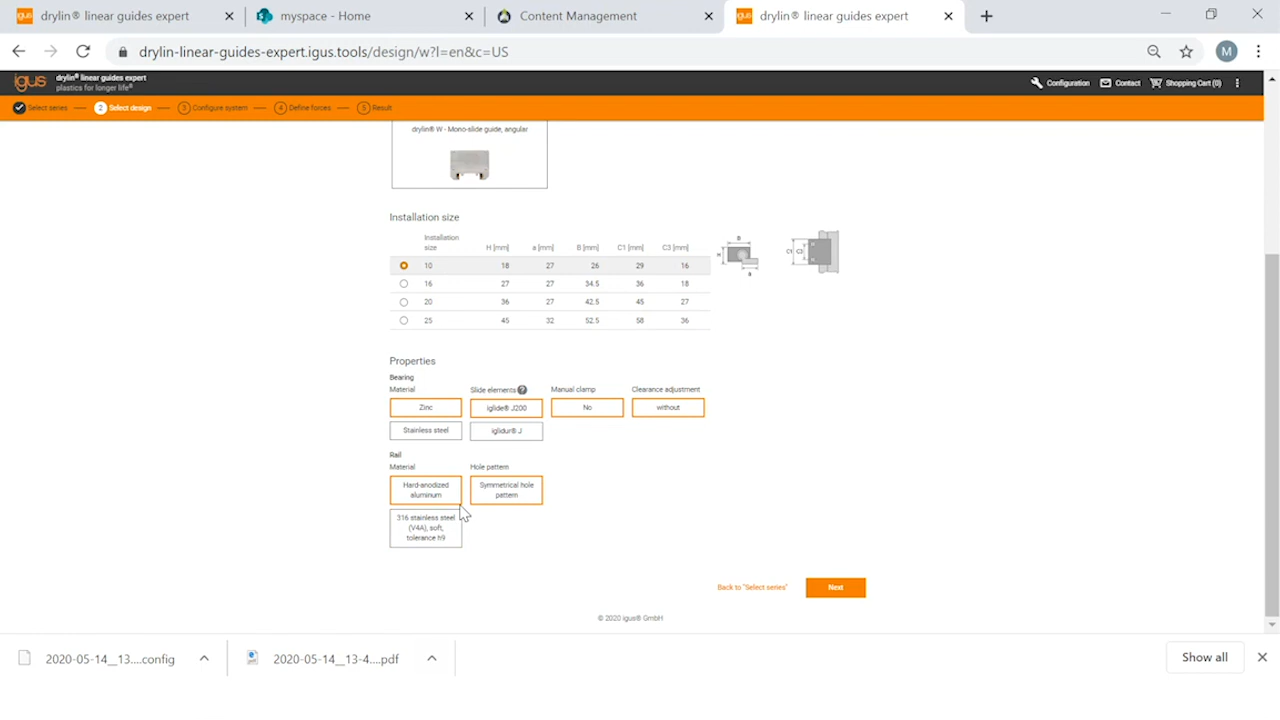 drylin® linear guides expert
myspace - Home
Content Management
drylin® linear guides expert
drylin-linear-guides-expert.igus.tools/design/w?l=en&c=US
M
igus
drylin® linear guides expert
plastics for longer life®
Configuration
Contact
Shopping Cart (0)
Select series
2 Select design
3 Configure system
4 Define forces
5 Result
drylin® W - Mono-slide guide, angular
Installation size
Installation size H [mm] a [mm] B [mm] C1 [mm] C3 [mm]
10 18 27 26 29 16
16 27 27 34.5 36 18
20 36 27 42.5 45 27
25 45 32 52.5 58 36
B
H
a
C1 C3
Properties
Bearing
Material
Slide elements ?
Manual clamp
Clearance adjustment
Zinc
iglide® J200
No
without
Stainless steel
iglidur® J
Rail
Material
Hole pattern
Hard-anodized
aluminum
Symmetrical hole
pattern
316 stainless steel
(V4A), soft,
tolerance h9
Back to "Select series"
Next
© 2020 igus® GmbH
2020-05-14__13....config
2020-05-14__13-4....pdf
Show all